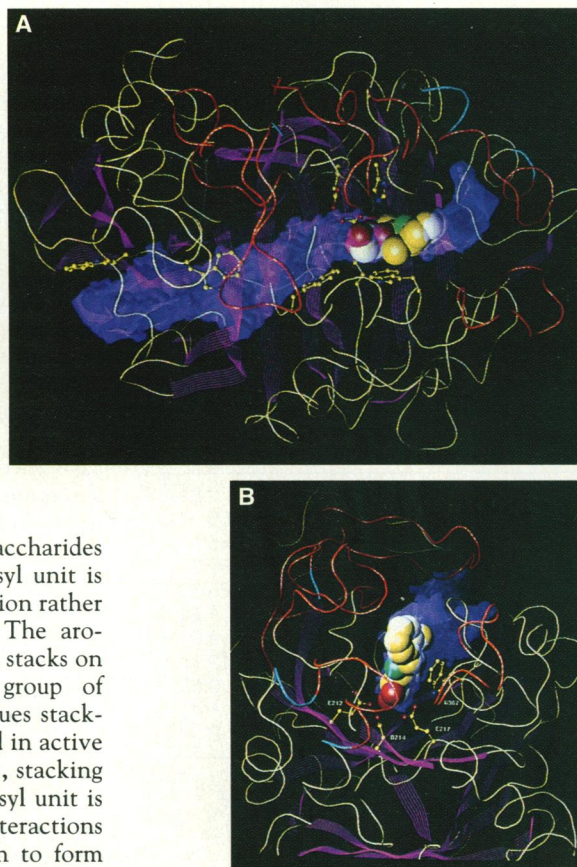 A
B
accharides
syl unit is
ion rather
The aro-
stacks on
group of
ues stack-
l in active
, stacking
syl unit is
teractions
n to form
E212
W362
D214
E217